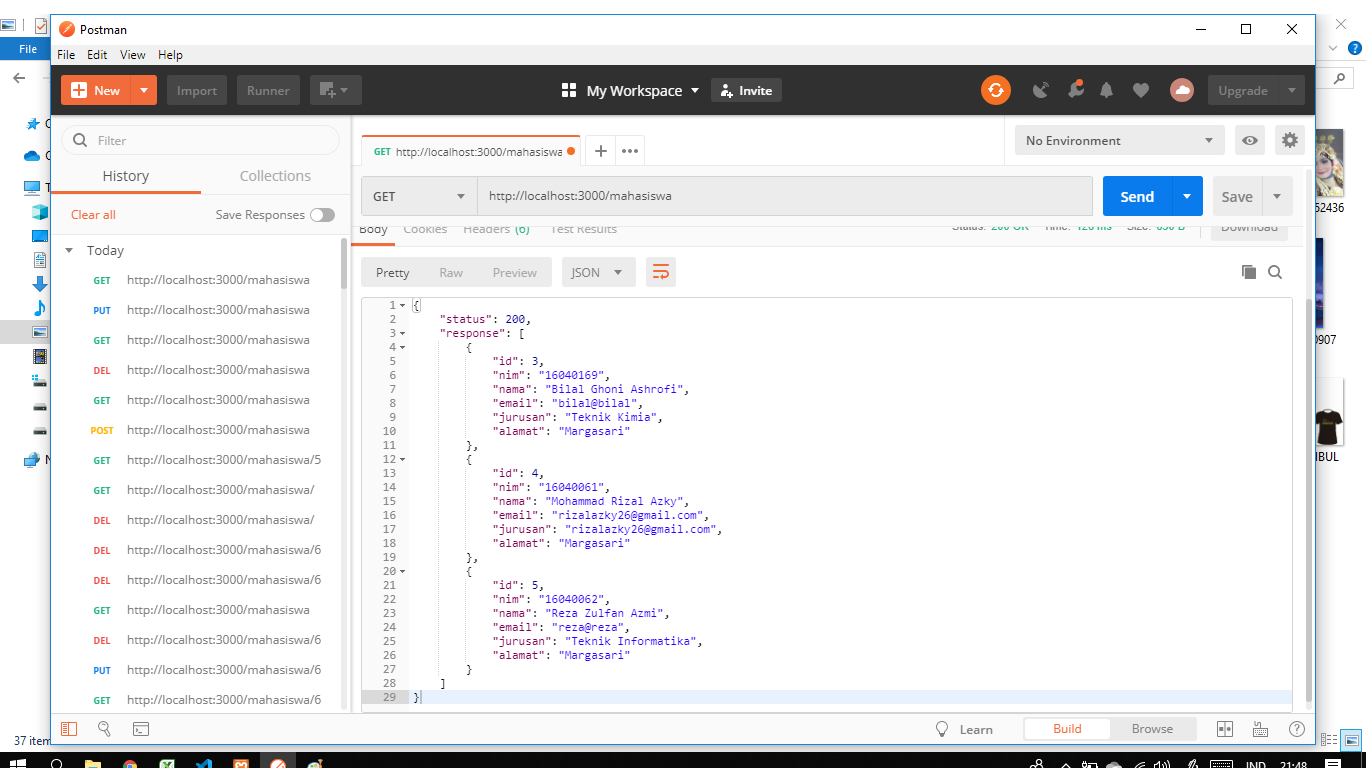 Postman
File
File Edit View Help
New Import Runner My Workspace Invite Upgrade
Filter
GET http://localhost:3000/mahasiswa No Environment
History Collections
GET http://localhost:3000/mahasiswa Send Save
Clear all Save Responses
Body Cookies Headers (6) Test Results Status: 200 OK Time: Size: Download
Today
Pretty Raw Preview JSON
GET http://localhost:3000/mahasiswa
PUT http://localhost:3000/mahasiswa
GET http://localhost:3000/mahasiswa
DEL http://localhost:3000/mahasiswa
GET http://localhost:3000/mahasiswa
POST http://localhost:3000/mahasiswa
GET http://localhost:3000/mahasiswa/5
GET http://localhost:3000/mahasiswa/
DEL http://localhost:3000/mahasiswa/
DEL http://localhost:3000/mahasiswa/6
DEL http://localhost:3000/mahasiswa/6
GET http://localhost:3000/mahasiswa
DEL http://localhost:3000/mahasiswa/6
PUT http://localhost:3000/mahasiswa/6
GET http://localhost:3000/mahasiswa/6
1 {
2 "status": 200,
3 "response": [
4 {
5 "id": 3,
6 "nim": "16040169",
7 "nama": "Bilal Ghoni Ashrofi",
8 "email": "bilal@bilal",
9 "jurusan": "Teknik Kimia",
10 "alamat": "Margasari"
11 },
12 {
13 "id": 4,
14 "nim": "16040061",
15 "nama": "Mohammad Rizal Azky",
16 "email": "rizalazky26@gmail.com",
17 "jurusan": "rizalazky26@gmail.com",
18 "alamat": "Margasari"
19 },
20 {
21 "id": 5,
22 "nim": "16040062",
23 "nama": "Reza Zulfan Azmi",
24 "email": "reza@reza",
25 "jurusan": "Teknik Informatika",
26 "alamat": "Margasari"
27 }
28 ]
29 }
52436
0907
NBUL
Learn Build Browse
37 item
IND 21:48